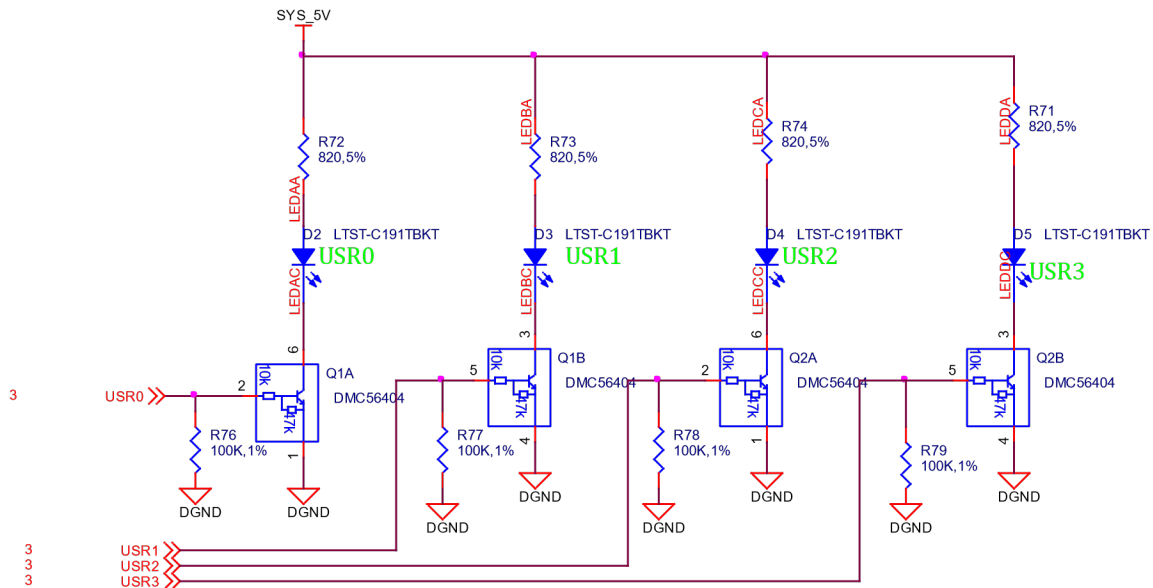 SYS_5V
LEDAA
R72
820,5%
LEDBA
R73
820,5%
LEDCA
R74
820,5%
LEDDA
R71
820,5%
D2 LTST-C191TBKT
USR0
D3 LTST-C191TBKT
USR1
D4 LTST-C191TBKT
USR2
D5 LTST-C191TBKT
USR3
LEDAC
LEDBC
LEDCC
LEDDC
3
USR0
R76
100K,1%
DGND
2
6
10k
47k
1
Q1A
DMC56404
DGND
R77
100K,1%
DGND
5
3
10k
47k
4
Q1B
DMC56404
DGND
R78
100K,1%
DGND
2
6
10k
47k
1
Q2A
DMC56404
DGND
R79
100K,1%
DGND
5
3
10k
47k
4
Q2B
DMC56404
DGND
3 USR1
3 USR2
3 USR3